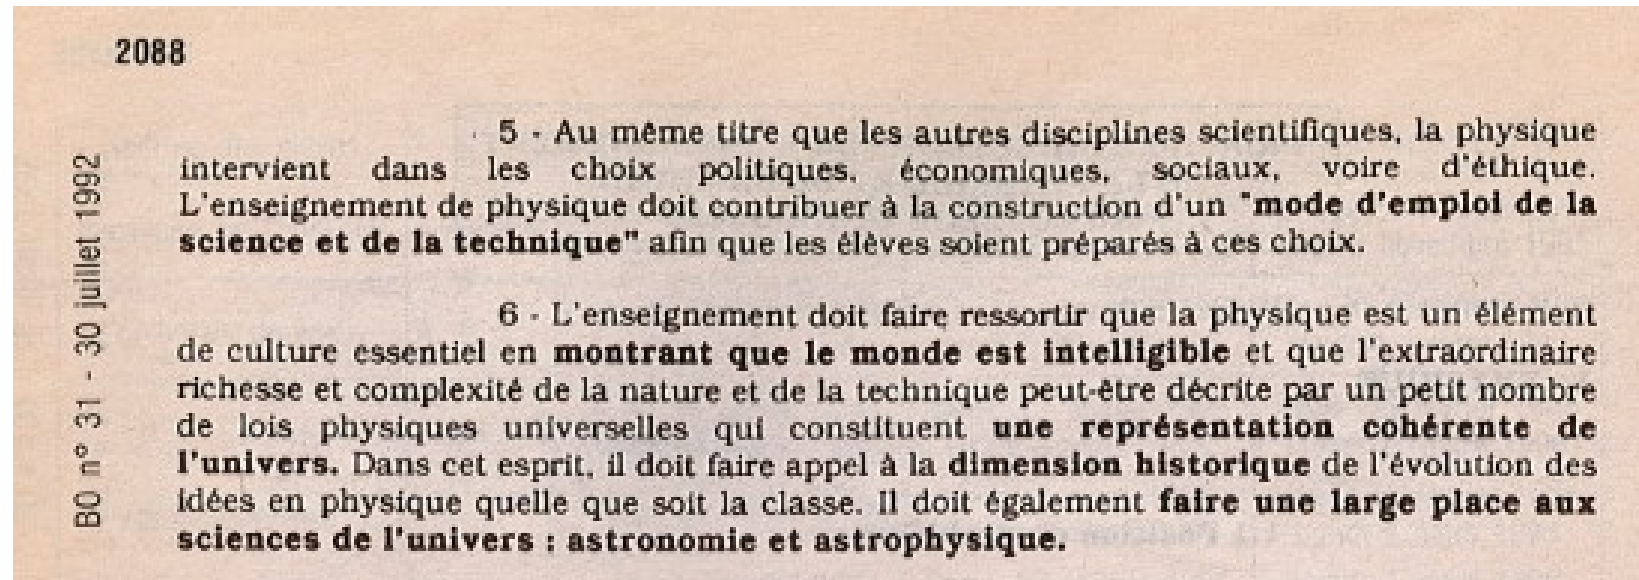 2088
BO n° 31 - 30 juillet 1992
5 - Au même titre que les autres disciplines scientifiques, la physique
intervient dans les choix politiques, économiques, sociaux, voire d'éthique.
L'enseignement de physique doit contribuer à la construction d'un "mode d'emploi de la
science et de la technique" afin que les élèves soient préparés à ces choix.
6 - L'enseignement doit faire ressortir que la physique est un élément
de culture essentiel en montrant que le monde est intelligible et que l'extraordinaire
richesse et complexité de la nature et de la technique peut-être décrite par un petit nombre
de lois physiques universelles qui constituent une représentation cohérente de
l'univers. Dans cet esprit, il doit faire appel à la dimension historique de l'évolution des
idées en physique quelle que soit la classe. Il doit également faire une large place aux
sciences de l'univers : astronomie et astrophysique.